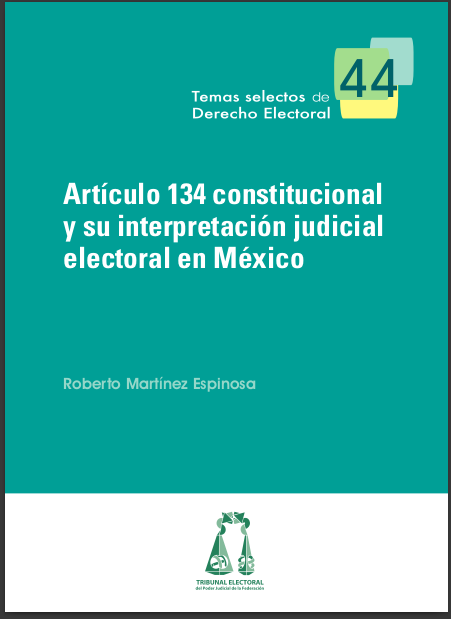 44
Temas selectos de
Derecho Electoral
Artículo 134 constitucional
y su interpretación judicial
electoral en México
Roberto Martínez Espinosa
TRIBUNAL ELECTORAL
del Poder Judicial de la Federación